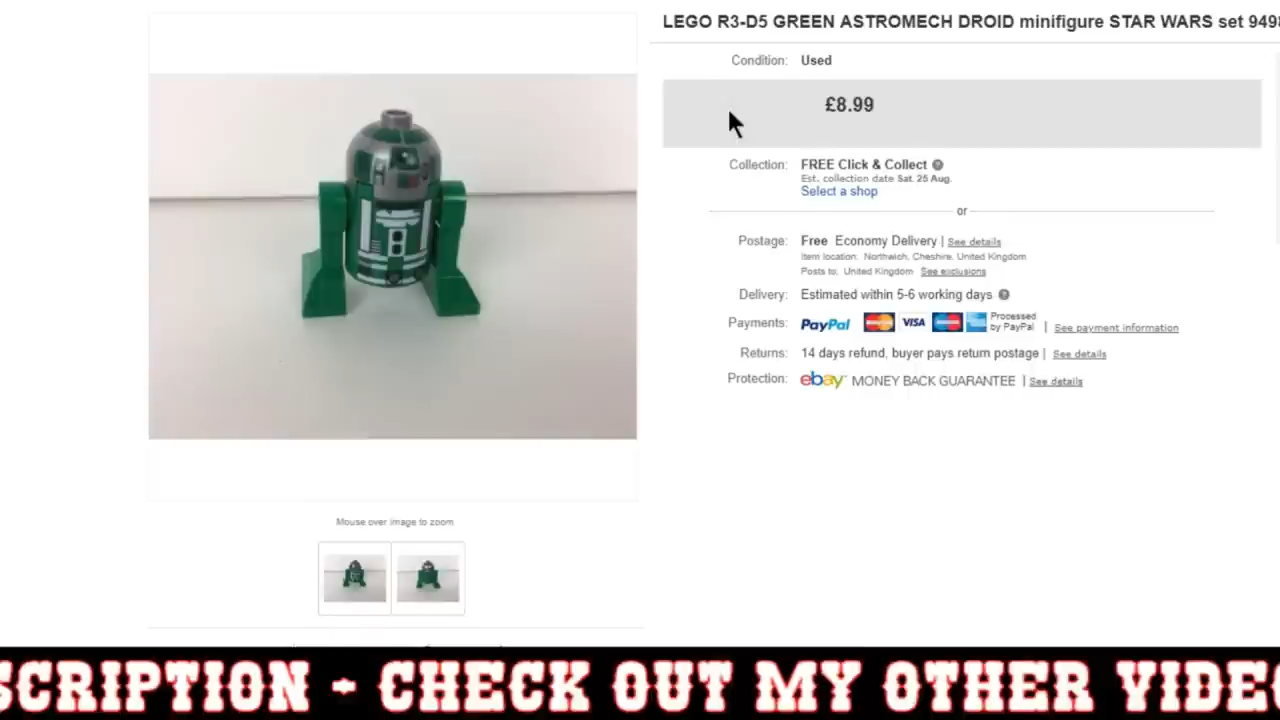 LEGO R3-D5 GREEN ASTROMECH DROID minifigure STAR WARS set 949
Condition: Used
£8.99
Collection: FREE Click & Collect
Est. collection date Sat. 25 Aug.
Select a shop
or
Postage: Free Economy Delivery | See details
Item location: Northwich, Cheshire, United Kingdom
Posts to: United Kingdom See exclusions
Delivery: Estimated within 5-6 working days
Payments: PayPal MasterCard VISA Processed by PayPal | See payment information
Returns: 14 days refund, buyer pays return postage | See details
Protection: ebay MONEY BACK GUARANTEE | See details
Mouse over image to zoom
SCRIPTION - CHECK OUT MY OTHER VIDEO